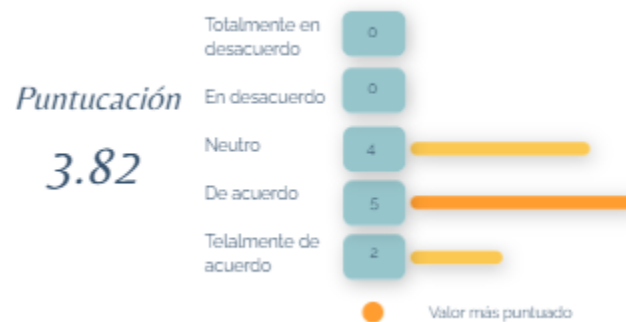 Puntucación
3.82
Totalmente en
desacuerdo
0
En desacuerdo
0
Neutro
4
De acuerdo
5
Telalmente de
acuerdo
2
Valor más puntuado